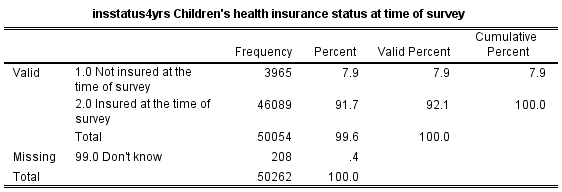 insstatus4yrs Children's health insurance status at time of survey
Frequency Percent Valid Percent Cumulative Percent
Valid 1.0 Not insured at the time of survey 3965 7.9 7.9 7.9
2.0 Insured at the time of survey 46089 91.7 92.1 100.0
Total 50054 99.6 100.0
Missing 99.0 Don't know 208 .4
Total 50262 100.0